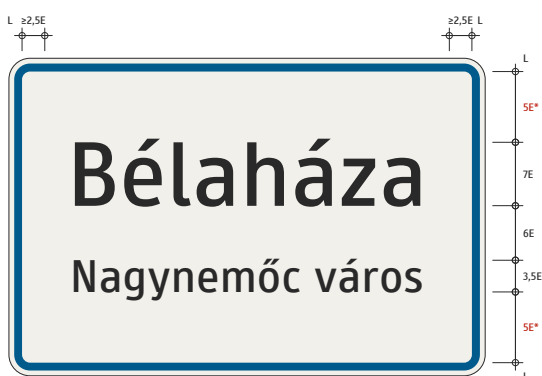 L ≥2,5E ≥2,5E L
L
5E*
Bélaháza
7E
6E
Nagynemőc város
3,5E
5E*
L